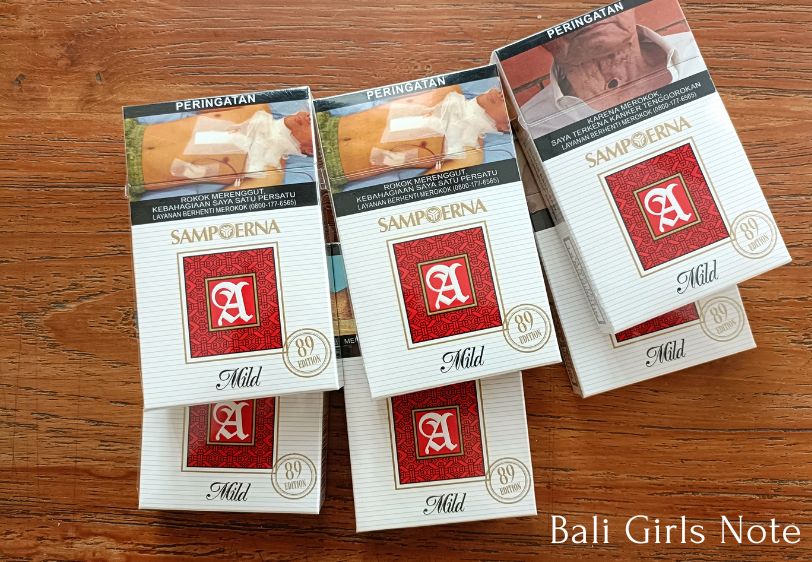 PERINGATAN
ROKOK MERENGGUT
KEBAHAGIAAN SAYA SATU PERSATU
LAYANAN BERHENTI MEROKOK (0800-177-6565)
SAMPOERNA
A
Mild
89
EDITION
PERINGATAN
ROKOK MERENGGUT
KEBAHAGIAAN SAYA SATU PERSATU
LAYANAN BERHENTI MEROKOK (0800-177-6565)
SAMPOERNA
A
Mild
89
EDITION
PERINGATAN
KARENA MEROKOK,
SAYA TERKENA KANKER TENGGOROKAN
LAYANAN BERHENTI MEROKOK (0800-177-6565)
SAMPOERNA
A
Mild
89
EDITION
A
Mild
89
EDITION
A
Mild
89
EDITION
Mild
89
EDITION
Bali Girls Note